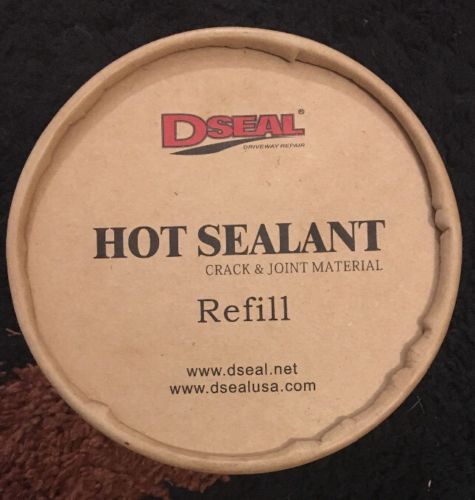 DSEAL®
DRIVEWAY REPAIR
HOT SEALANT
CRACK & JOINT MATERIAL
Refill
www.dseal.net
www.dsealusa.com